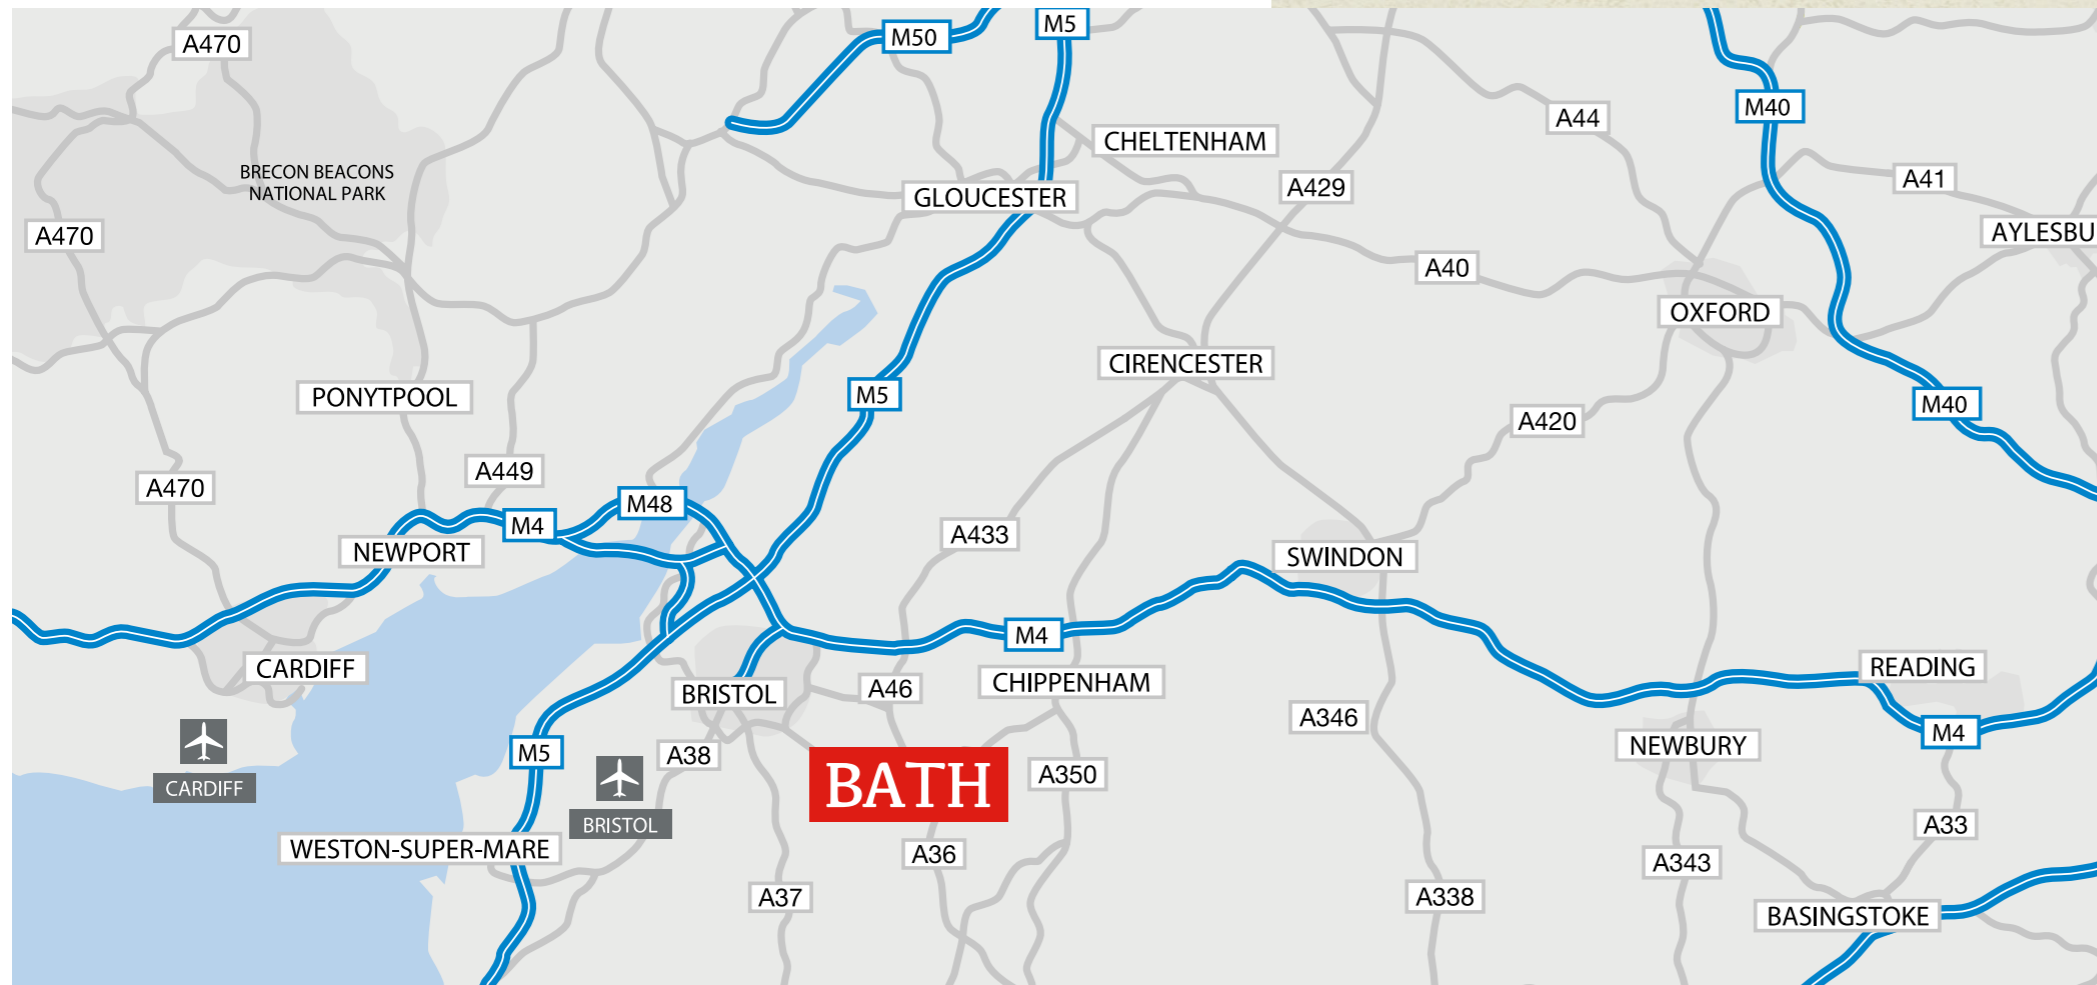 M5
M50
A470
M40
A44
CHELTENHAM
BRECON BEACONS
NATIONAL PARK
A41
A429
GLOUCESTER
A470
AYLESBU
A40
OXFORD
CIRENCESTER
PONYTPOOL
M5
M40
A420
A449
A470
M48
M4
A433
NEWPORT
SWINDON
M4
CARDIFF
READING
BRISTOL
A46
CHIPPENHAM
A346
M4
NEWBURY
M5
A38
A350
BATH
CARDIFF
BRISTOL
A33
WESTON-SUPER-MARE
A36
A343
A37
A338
BASINGSTOKE